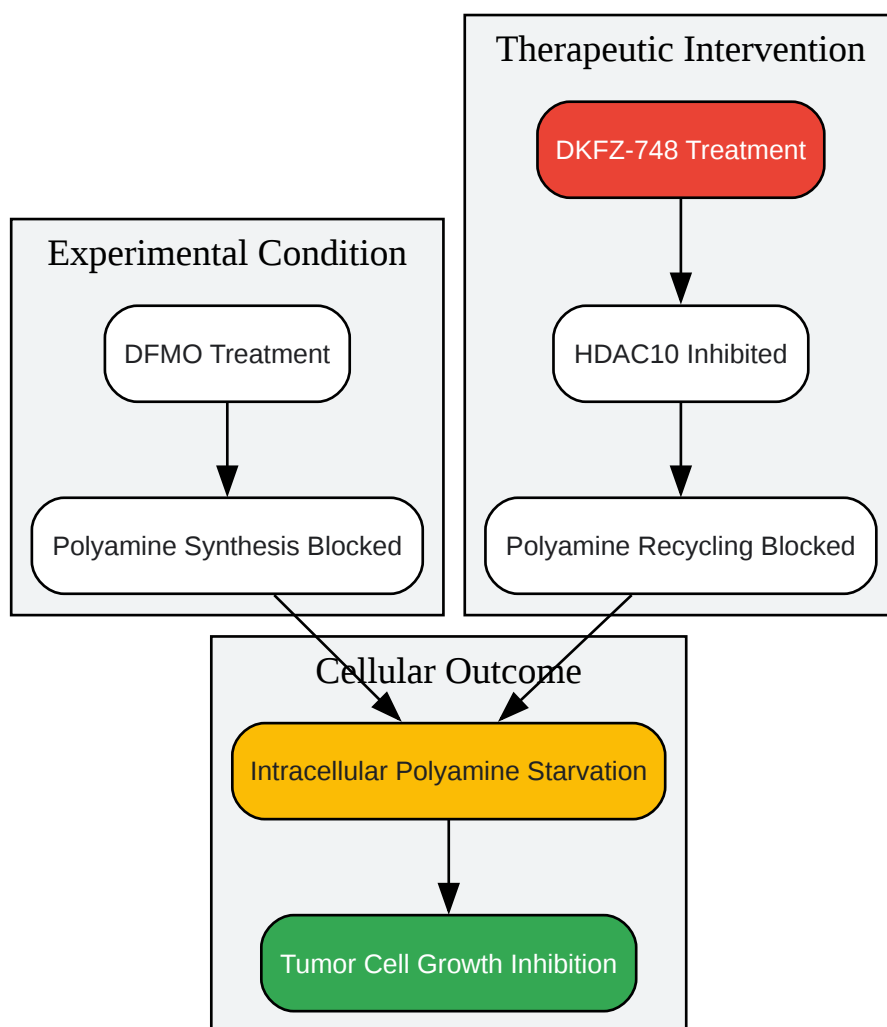 Therapeutic Intervention
DKFZ-748 Treatment
HDAC10 Inhibited
Polyamine Recycling Blocked
Experimental Condition
DFMO Treatment
Polyamine Synthesis Blocked
Cellular Outcome
Intracellular Polyamine Starvation
Tumor Cell Growth Inhibition